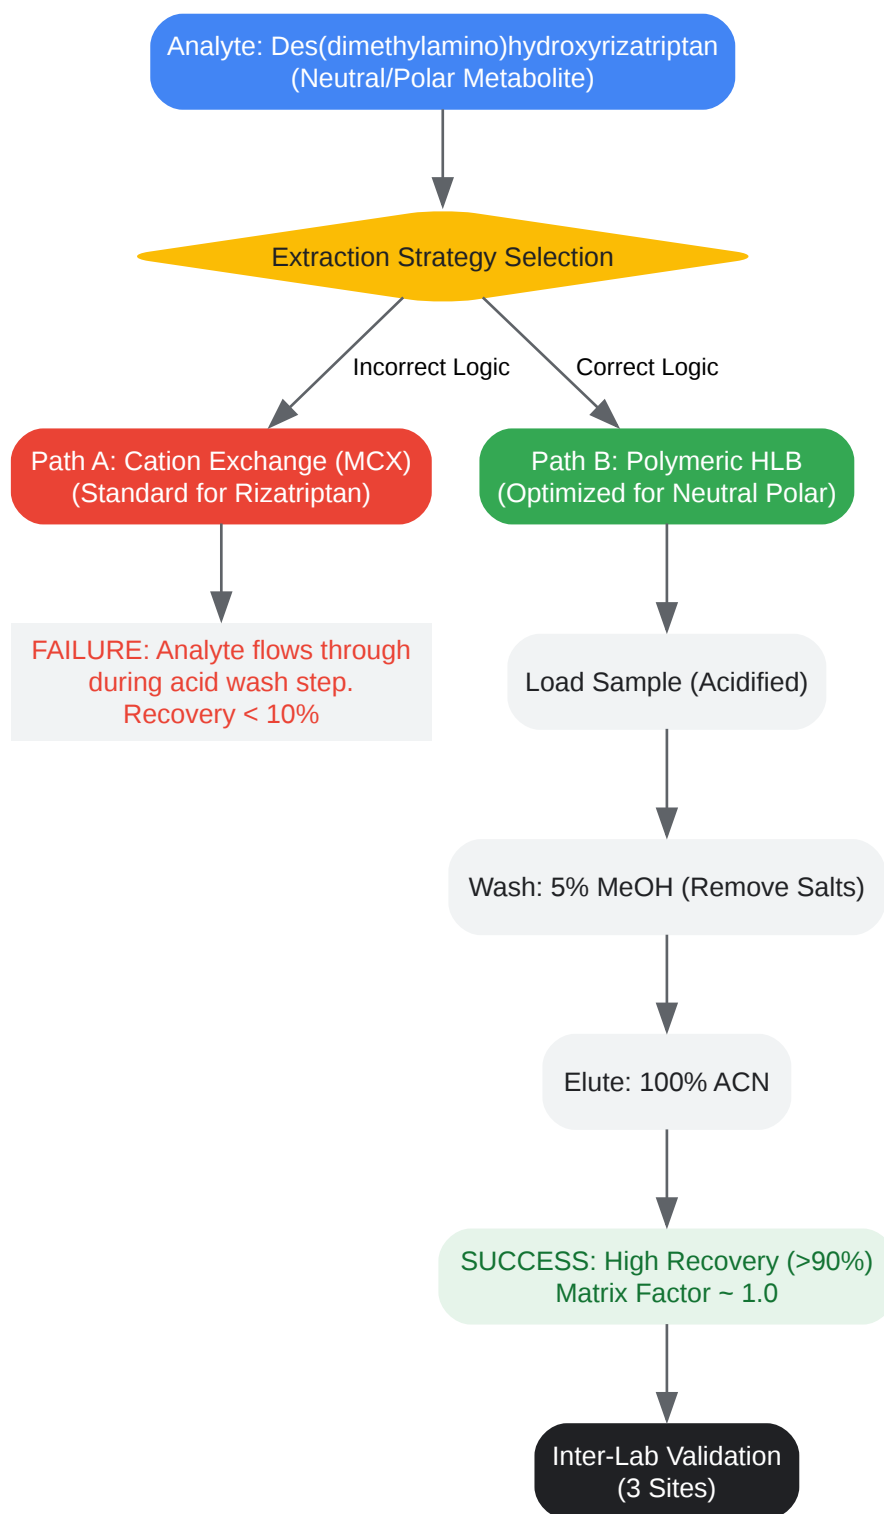 Analyte: Des(dimethylamino)hydroxyrizatriptan
(Neutral/Polar Metabolite)
Extraction Strategy Selection
Incorrect Logic
Correct Logic
Path A: Cation Exchange (MCX)
(Standard for Rizatriptan)
Path B: Polymeric HLB
(Optimized for Neutral Polar)
FAILURE: Analyte flows through
during acid wash step.
Recovery < 10%
Load Sample (Acidified)
Wash: 5% MeOH (Remove Salts)
Elute: 100% ACN
SUCCESS: High Recovery (>90%)
Matrix Factor ~ 1.0
Inter-Lab Validation
(3 Sites)